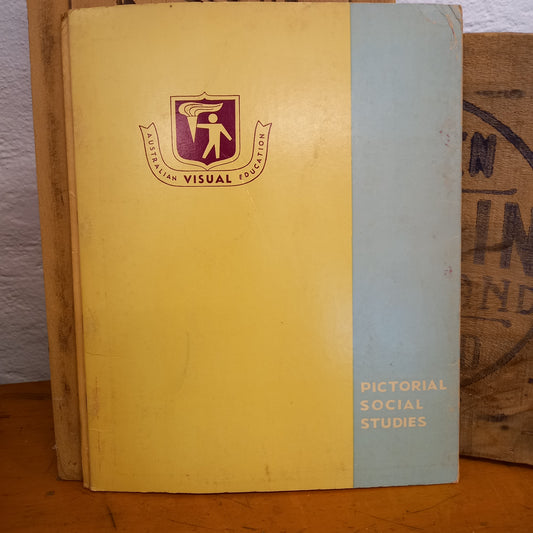 AUSTRALIAN VISUAL EDUCATION
PICTORIAL
SOCIAL
STUDIES